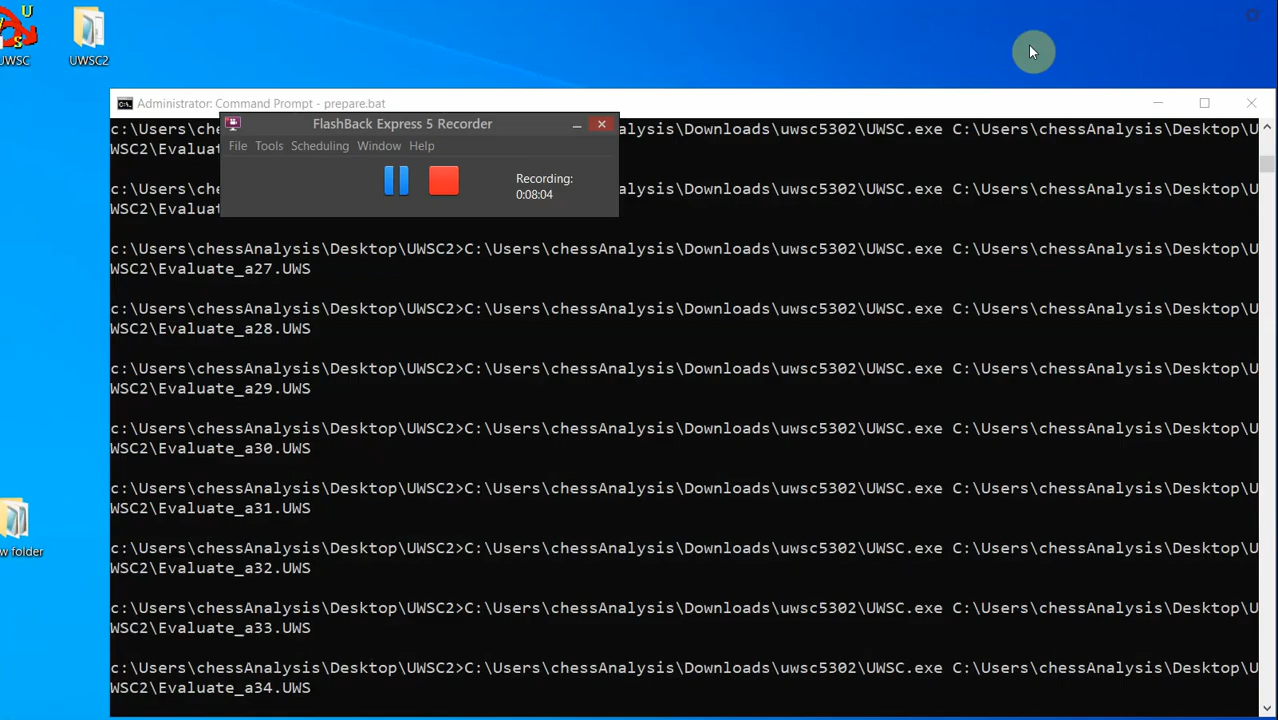 U
S
UWSC
UWSC2
Administrator: Command Prompt - prepare.bat
FlashBack Express 5 Recorder
File Tools Scheduling Window Help
Recording:
0:08:04
c:\Users\che
alysis\Downloads\uwsc5302\UWSC.exe C:\Users\chessAnalysis\Desktop\U
WSC2\Evalua
c:\Users\che
alysis\Downloads\uwsc5302\UWSC.exe C:\Users\chessAnalysis\Desktop\U
WSC2\Evalua
c:\Users\chessAnalysis\Desktop\UWSC2>C:\Users\chessAnalysis\Downloads\uwsc5302\UWSC.exe C:\Users\chessAnalysis\Desktop\U
WSC2\Evaluate_a27.UWS
c:\Users\chessAnalysis\Desktop\UWSC2>C:\Users\chessAnalysis\Downloads\uwsc5302\UWSC.exe C:\Users\chessAnalysis\Desktop\U
WSC2\Evaluate_a28.UWS
c:\Users\chessAnalysis\Desktop\UWSC2>C:\Users\chessAnalysis\Downloads\uwsc5302\UWSC.exe C:\Users\chessAnalysis\Desktop\U
WSC2\Evaluate_a29.UWS
c:\Users\chessAnalysis\Desktop\UWSC2>C:\Users\chessAnalysis\Downloads\uwsc5302\UWSC.exe C:\Users\chessAnalysis\Desktop\U
WSC2\Evaluate_a30.UWS
c:\Users\chessAnalysis\Desktop\UWSC2>C:\Users\chessAnalysis\Downloads\uwsc5302\UWSC.exe C:\Users\chessAnalysis\Desktop\U
WSC2\Evaluate_a31.UWS
c:\Users\chessAnalysis\Desktop\UWSC2>C:\Users\chessAnalysis\Downloads\uwsc5302\UWSC.exe C:\Users\chessAnalysis\Desktop\U
WSC2\Evaluate_a32.UWS
w folder
c:\Users\chessAnalysis\Desktop\UWSC2>C:\Users\chessAnalysis\Downloads\uwsc5302\UWSC.exe C:\Users\chessAnalysis\Desktop\U
WSC2\Evaluate_a33.UWS
c:\Users\chessAnalysis\Desktop\UWSC2>C:\Users\chessAnalysis\Downloads\uwsc5302\UWSC.exe C:\Users\chessAnalysis\Desktop\U
WSC2\Evaluate_a34.UWS